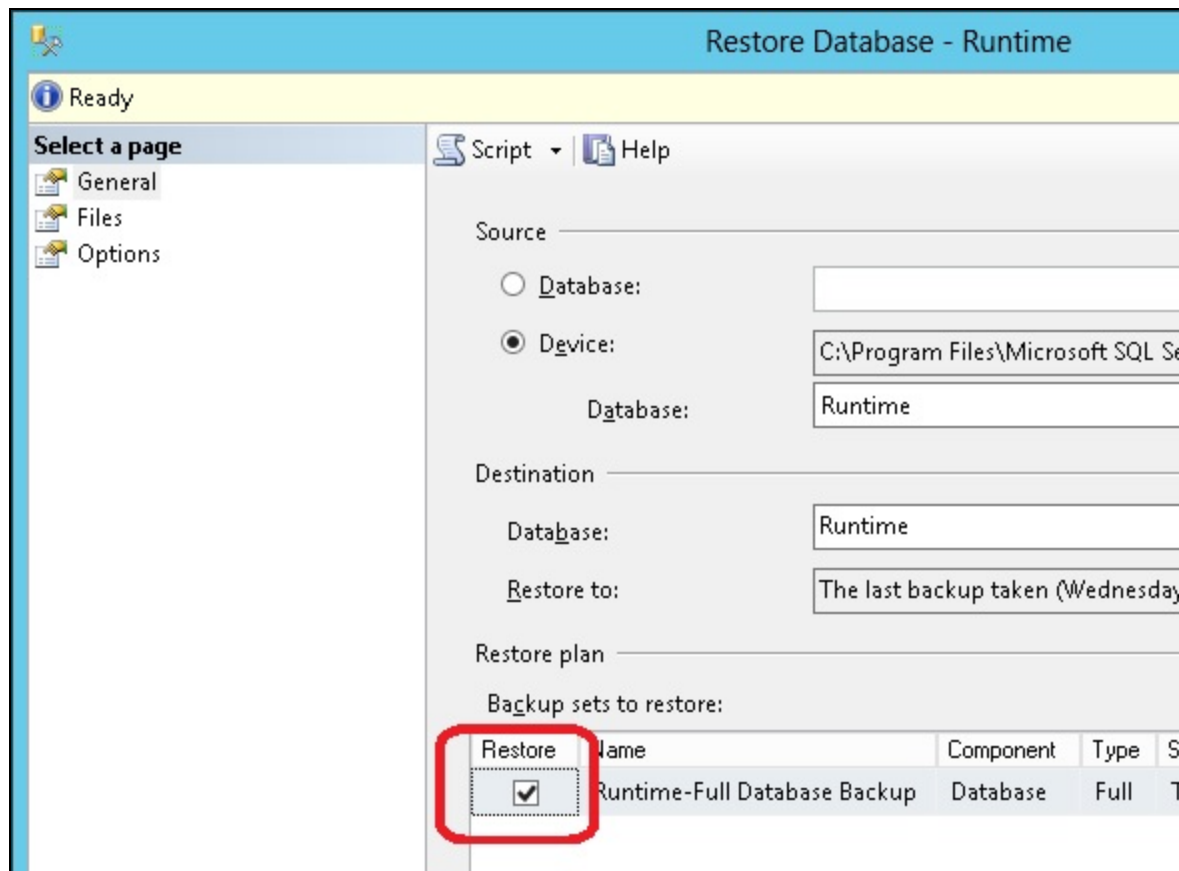 Restore Database - Runtime
Ready
Select a page
General
Files
Options
Script
Help
Source
Database:
Device:
C:\Program Files\Microsoft SQL
Database:
Runtime
Destination
Database:
Runtime
Restore to:
The last backup taken (Wednesday
Restore plan
Backup sets to restore:
Restore Name Component Type
Runtime-Full Database Backup Database Full